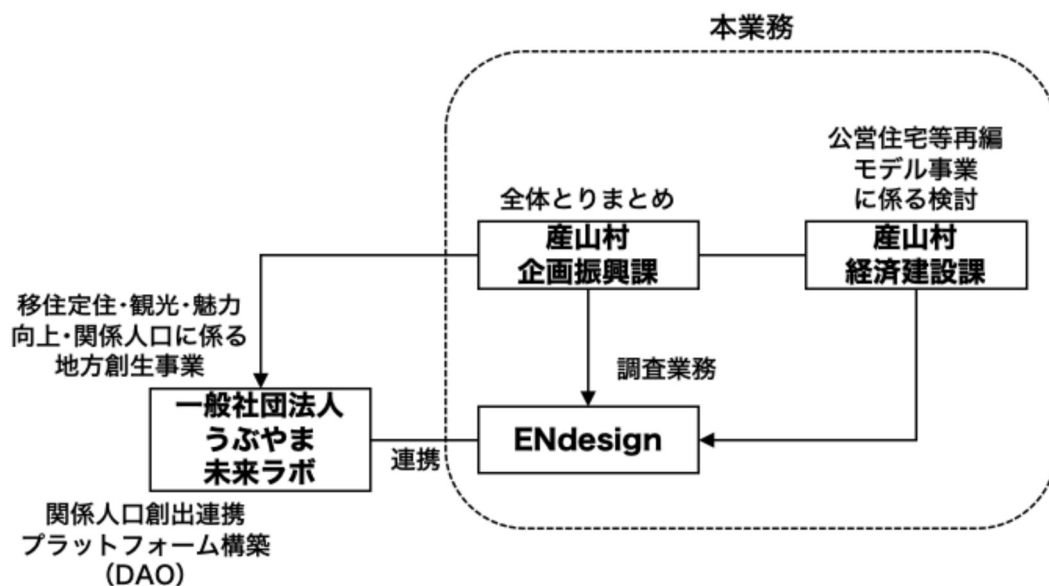 本業務
公営住宅等再編
モデル事業
に係る検討
全体とりまとめ
産山村
企画振興課
産山村
経済建設課
移住定住・観光・魅力
向上・関係人口に係る
地方創生事業
調査業務
一般社団法人
うぶやま
未来ラボ
連携
ENdesign
関係人口創出連携
プラットフォーム構築
（DAO）